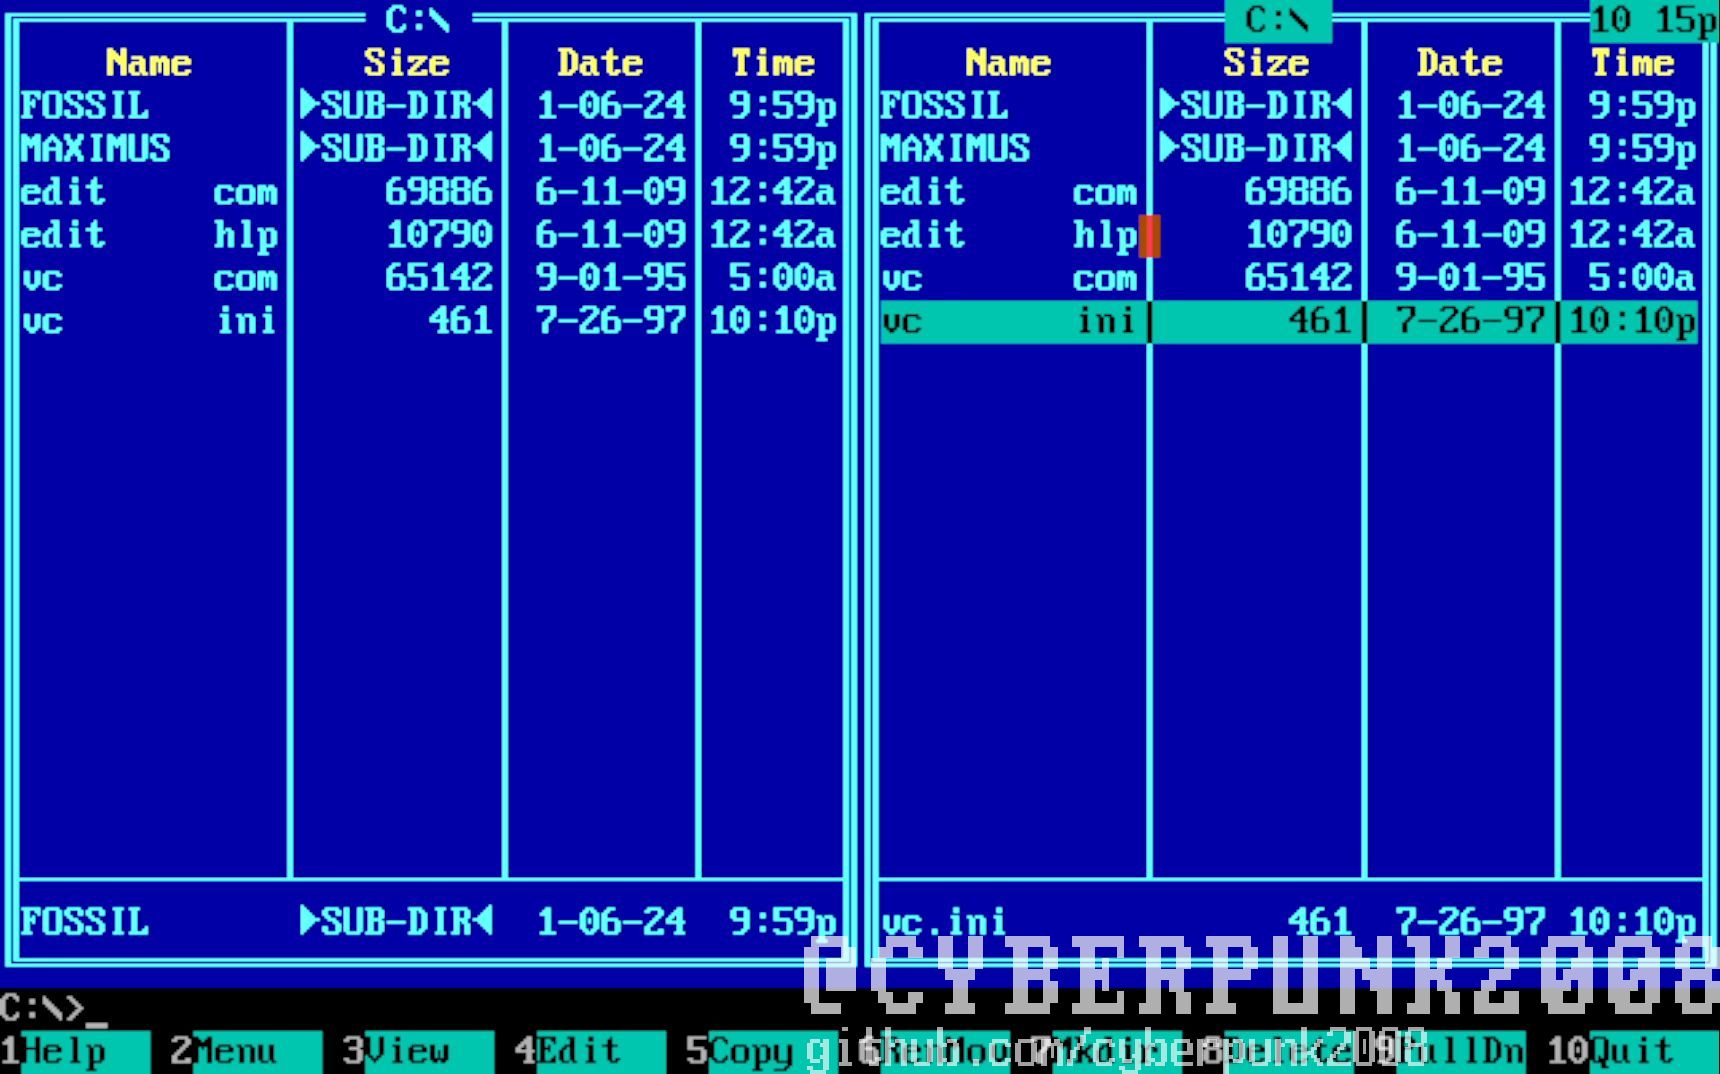 C:\ C:\ 10 15p
Name Size Date Time Name Size Date Time
FOSSIL ►SUB-DIR◄ 1-06-24 9:59p FOSSIL ►SUB-DIR◄ 1-06-24 9:59p
MAXIMUS ►SUB-DIR◄ 1-06-24 9:59p MAXIMUS ►SUB-DIR◄ 1-06-24 9:59p
edit com 69886 6-11-09 12:42a edit com 69886 6-11-09 12:42a
edit hlp 10790 6-11-09 12:42a edit hlp 10790 6-11-09 12:42a
vc com 65142 9-01-95 5:00a vc com 65142 9-01-95 5:00a
vc ini 461 7-26-97 10:10p vc ini 461 7-26-97 10:10p
FOSSIL ►SUB-DIR◄ 1-06-24 9:59p vc.ini 461 7-26-97 10:10p
@CYBERPUNK2008
C:\>_
1Help 2Menu 3View 4Edit 5Copy 6RenMov 7Mkdir 8Delete 9PullDn 10Quit
github.com/cyberpunk2008